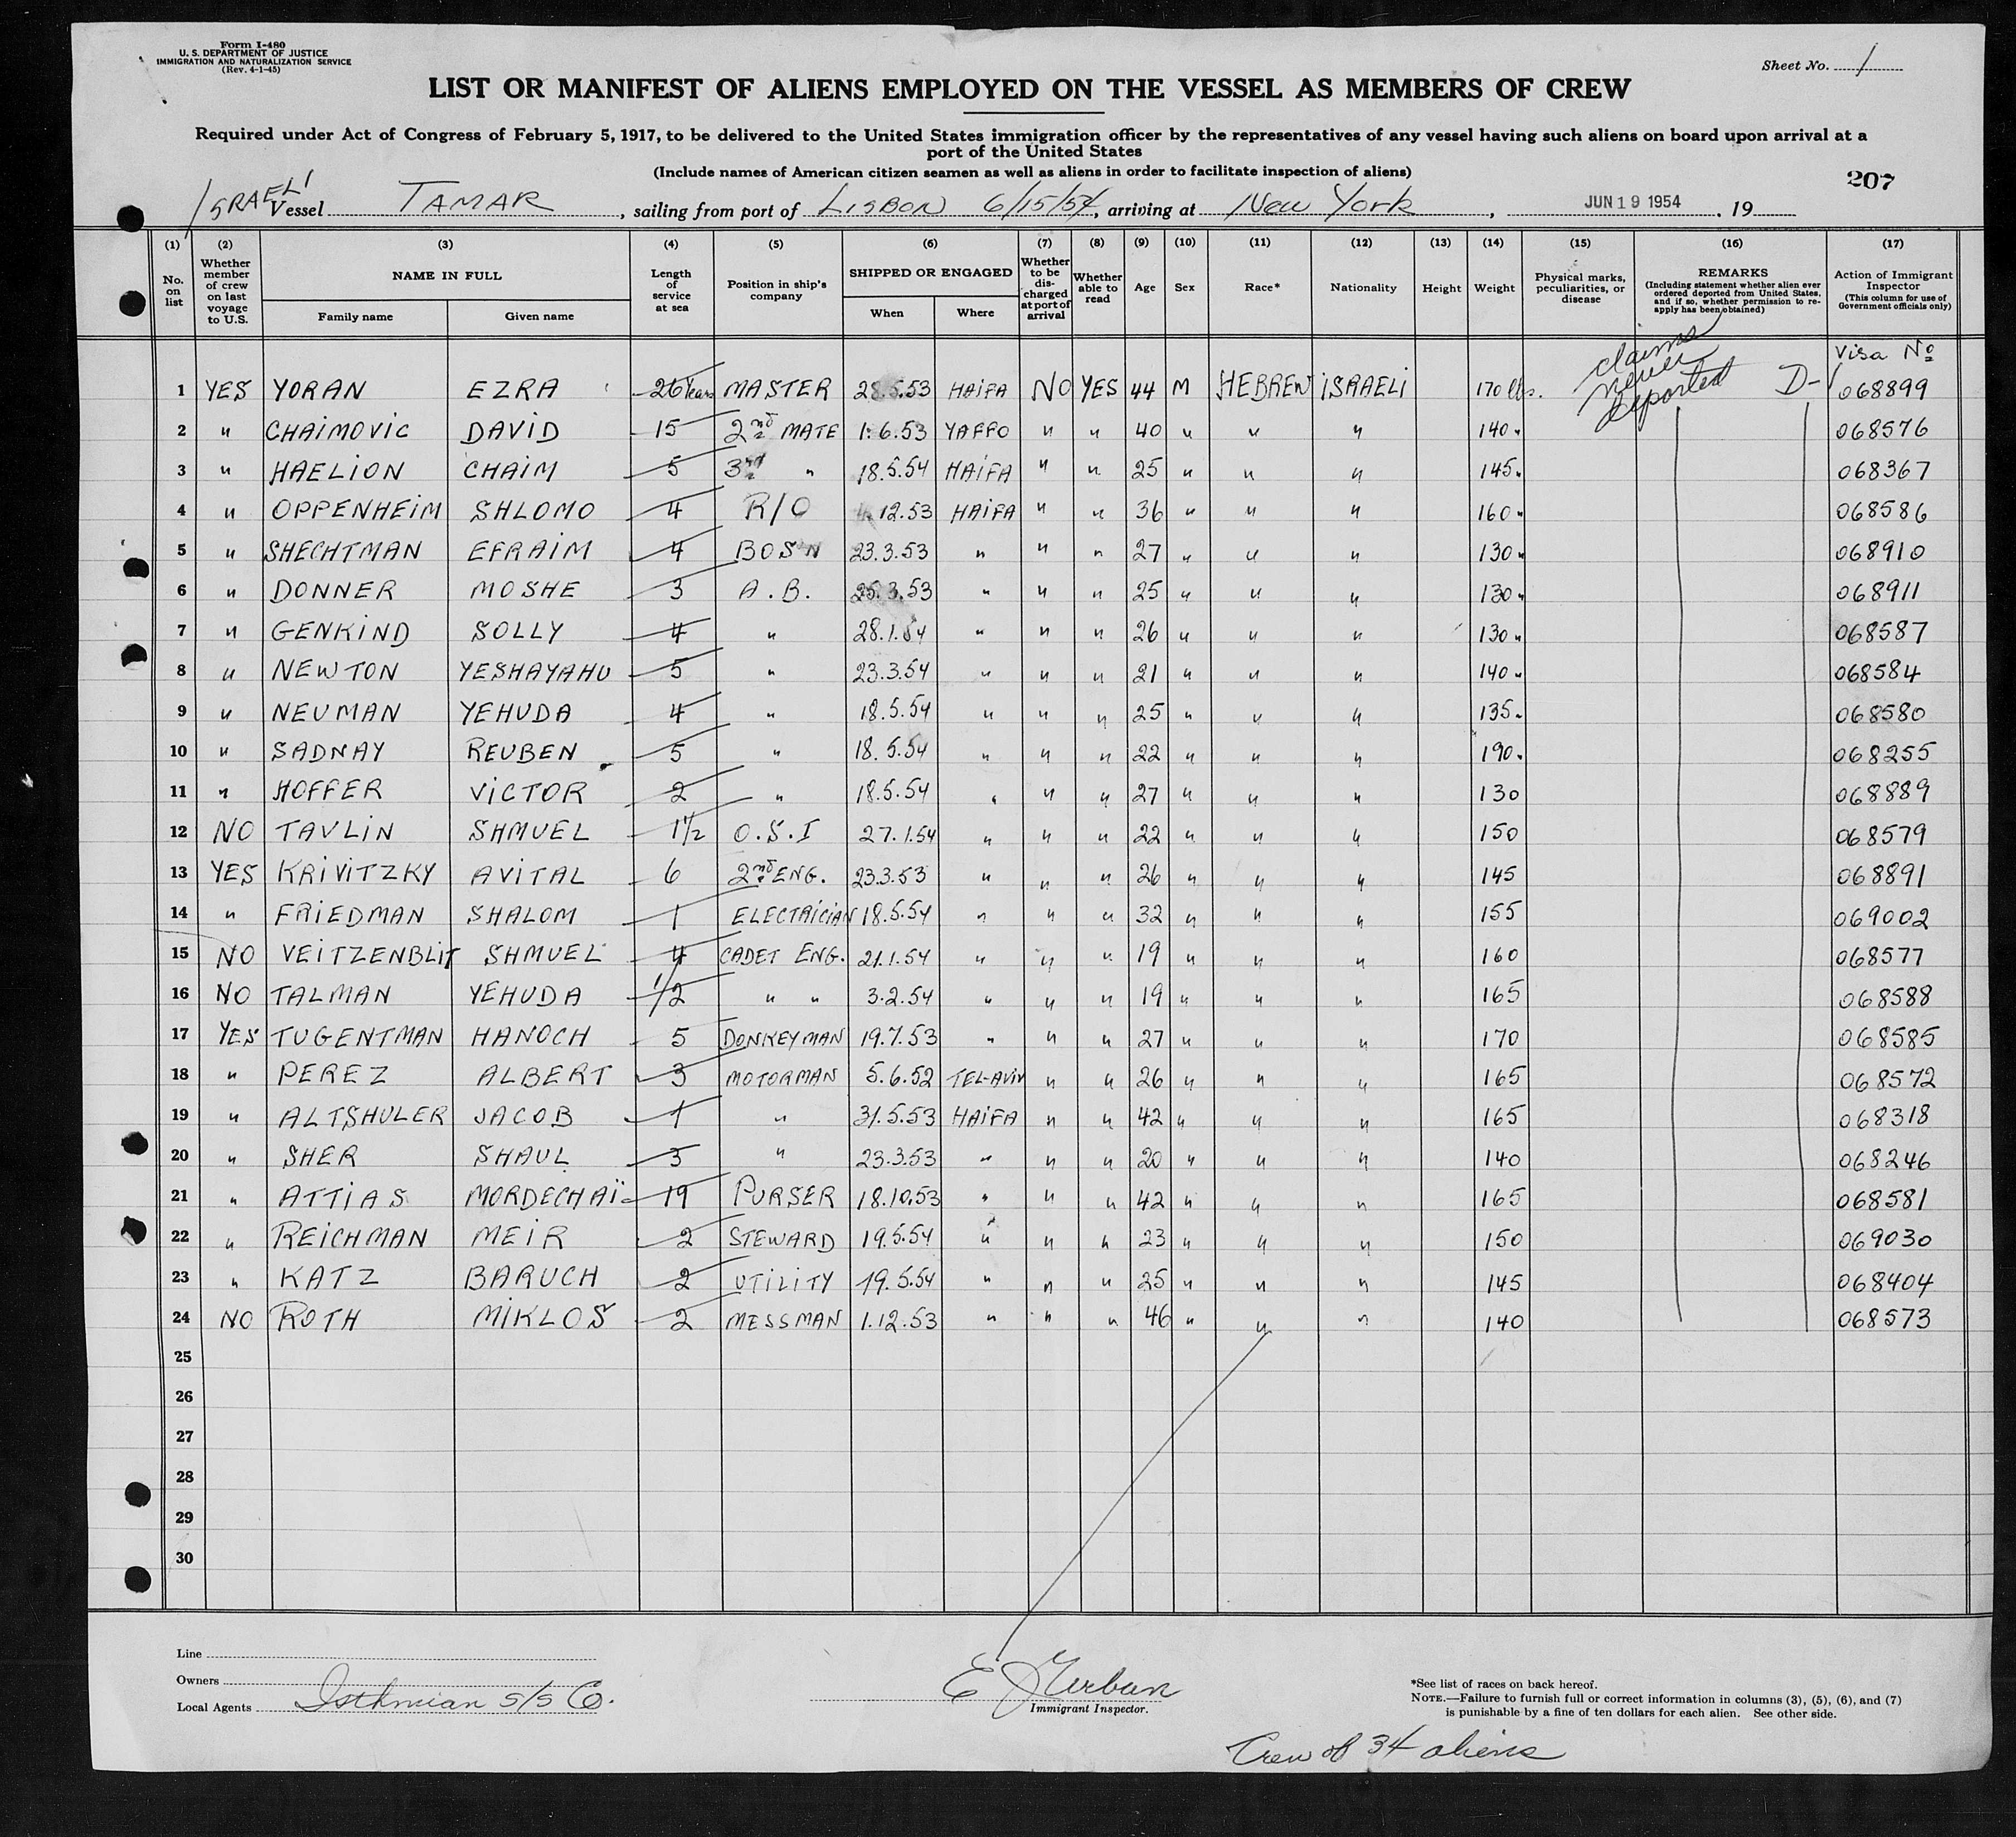 Form I-480
U. S. DEPARTMENT OF JUSTICE
IMMIGRATION AND NATURALIZATION SERVICE
(Rev. 4-1-45)
Sheet No. 1
LIST OR MANIFEST OF ALIENS EMPLOYED ON THE VESSEL AS MEMBERS OF CREW
Required under Act of Congress of February 5, 1917, to be delivered to the United States immigration officer by the representatives of any vessel having such aliens on board upon arrival at a
port of the United States
(Include names of American citizen seamen as well as aliens in order to facilitate inspection of aliens)
207
ISRAELI Vessel TAMAR, sailing from port of LISBON 6/15/54, arriving at New York, JUN 19 1954, 19
(1) (2) (3) (4) (5) (6) (7) (8) (9) (10) (11) (12) (13) (14) (15) (16) (17)
No. on list Whether member of crew on last voyage to U.S. NAME IN FULL Family name Given name Length of service at sea Position in ship's company SHIPPED OR ENGAGED When Where Whether to be discharged at port of arrival Whether able to read Age Sex Race* Nationality Height Weight Physical marks, peculiarities, or disease REMARKS (Including statement whether alien ever ordered deported from United States, and if so, whether permission to re-apply has been obtained) Action of Immigrant Inspector (This column for use of Government officials only)
claims never deported
Visa No
1 YES YORAN EZRA 26 Years MASTER 28.5.53 HAIFA NO YES 44 M HEBREW ISRAELI 170 lbs. D-1 068899
2 " CHAIMOVIC DAVID 15 2nd MATE 1.6.53 YAFFO " " 40 " " " 140 " 068576
3 " HAELION CHAIM 5 3rd " 18.5.54 HAIFA " " 25 " " " 145 " 068367
4 " OPPENHEIM SHLOMO 4 R/O 12.53 HAIFA " " 36 " " " 160 " 068586
5 " SHECHTMAN EFRAIM 4 BOS'N 23.3.53 " " " 27 " " " 130 " 068910
6 " DONNER MOSHE 3 A.B. 25.3.53 " " " 25 " " " 130 " 068911
7 " GENKIND SOLLY 4 " 28.1.54 " " " 26 " " " 130 " 068587
8 " NEWTON YESHAYAHU 5 " 23.3.54 " " " 21 " " " 140 " 068584
9 " NEUMAN YEHUDA 4 " 18.5.54 " " " 25 " " " 135 " 068580
10 " SADNAY REUBEN 5 " 18.5.54 " " " 22 " " " 190 " 068255
11 " HOFFER VICTOR 2 " 18.5.54 " " " 27 " " " 130 068889
12 NO TAVLIN SHMUEL 1 1/2 O.S.I 27.1.54 " " " 22 " " " 150 068579
13 YES KRIVITZKY AVITAL 6 2nd ENG. 23.3.53 " " " 26 " " " 145 068891
14 " FRIEDMAN SHALOM 1 ELECTRICIAN 18.5.54 " " " 32 " " " 155 069002
15 NO VEITZENBLIT SHMUEL 4 CADET ENG. 21.1.54 " " " 19 " " " 160 068577
16 NO TALMAN YEHUDA 1/2 " " 3.2.54 " " " 19 " " " 165 068588
17 YES TUGENTMAN HANOCH 5 DONKEYMAN 19.7.53 " " " 27 " " " 170 068585
18 " PEREZ ALBERT 3 MOTORMAN 5.6.52 TEL-AVIV " " 26 " " " 165 068572
19 " ALTSHULER JACOB 1 " 31.5.53 HAIFA " " 42 " " " 165 068318
20 " SHER SHAUL 3 " 23.3.53 " " " 20 " " " 140 068246
21 " ATTIAS MORDECHAÏ 19 PURSER 18.10.53 " " " 42 " " " 165 068581
22 " REICHMAN MEIR 2 STEWARD 19.5.54 " " " 23 " " " 150 069030
23 " KATZ BARUCH 2 UTILITY 19.5.54 " " " 25 " " " 145 068404
24 NO ROTH MIKLOS 2 MESSMAN 1.12.53 " " " 46 " " " 140 068573
25
26
27
28
29
30
Line
Owners
Local Agents Isthmian S/S Co.
E J Urban
Immigrant Inspector.
*See list of races on back hereof.
NOTE.—Failure to furnish full or correct information in columns (3), (5), (6), and (7)
is punishable by a fine of ten dollars for each alien. See other side.
Crew of 34 aliens